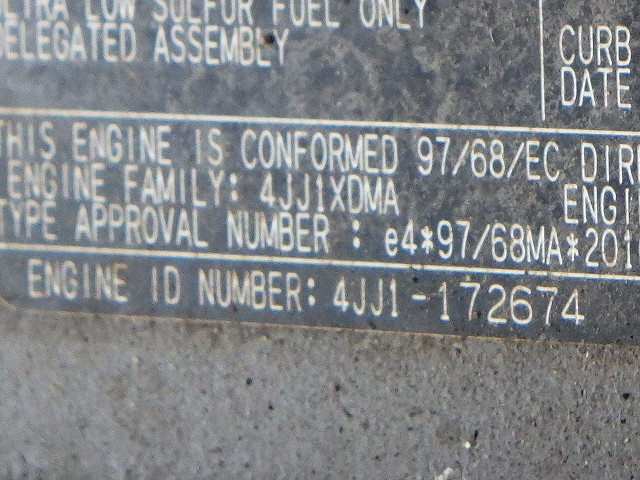 ULTRA LOW SULFUR FUEL ONLY
DELEGATED ASSEMBLY
CURB
DATE
THIS ENGINE IS CONFORMED 97/68/EC DIR
ENGINE FAMILY: 4JJ1XDMA ENGI
TYPE APPROVAL NUMBER : e4*97/68MA*201
ENGINE ID NUMBER: 4JJ1-172674